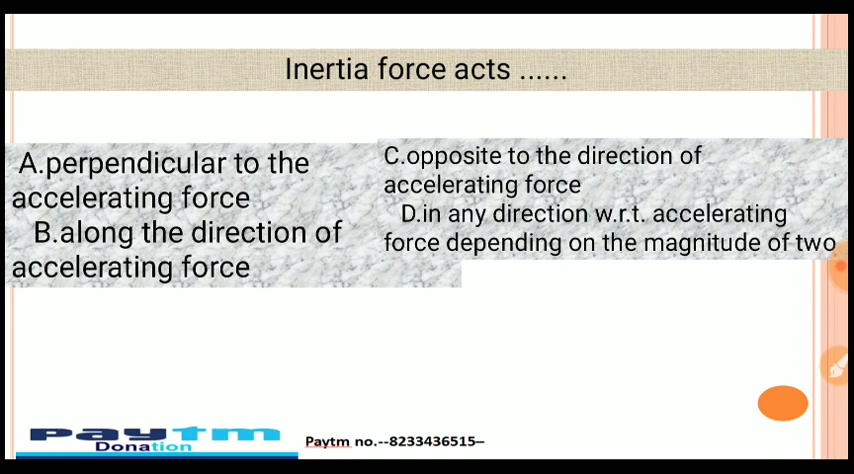 Inertia force acts ......
A.perpendicular to the
accelerating force
B.along the direction of
accelerating force
C.opposite to the direction of
accelerating force
D.in any direction w.r.t. accelerating
force depending on the magnitude of two
paytm
Donation
Paytm no.--8233436515–